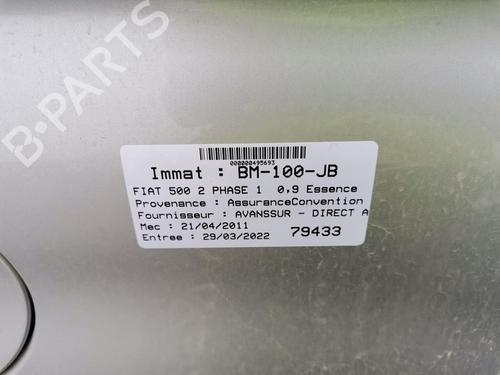 B-PARTS
000000495693
Immat : BM-100-JB
FIAT 500 2 PHASE 1 0,9 Essence
Provenance : AssuranceConvention
Fournisseur : AVANSSUR - DIRECT A
Mec : 21/04/2011
Entree : 29/03/2022 79433